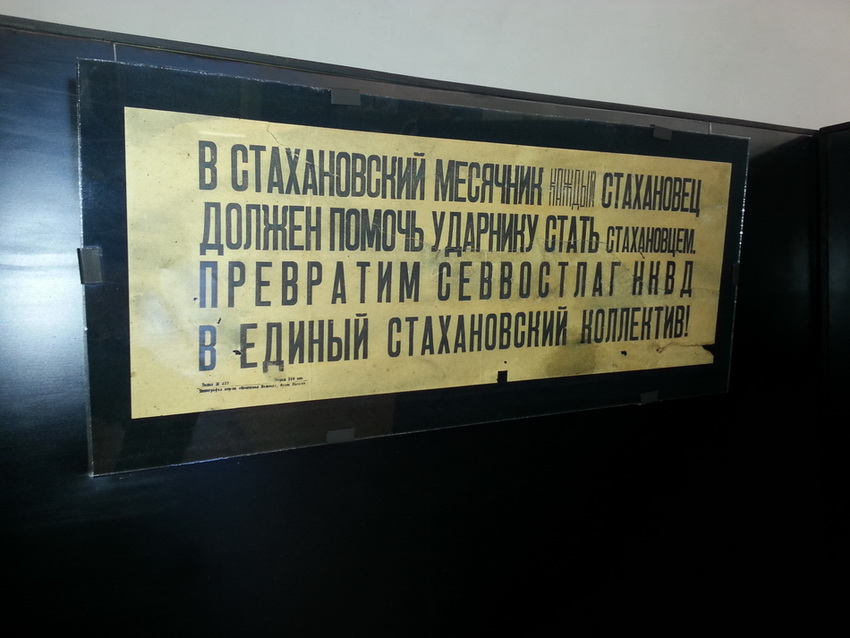 В СТАХАНОВСКИЙ МЕСЯЧНИК КАЖДЫЙ СТАХАНОВЕЦ
ДОЛЖЕН ПОМОЧЬ УДАРНИКУ СТАТЬ СТАХАНОВЦЕМ.
ПРЕВРАТИМ СЕВВОСТЛАГ НКВД
В ЕДИНЫЙ СТАХАНОВСКИЙ КОЛЛЕКТИВ!